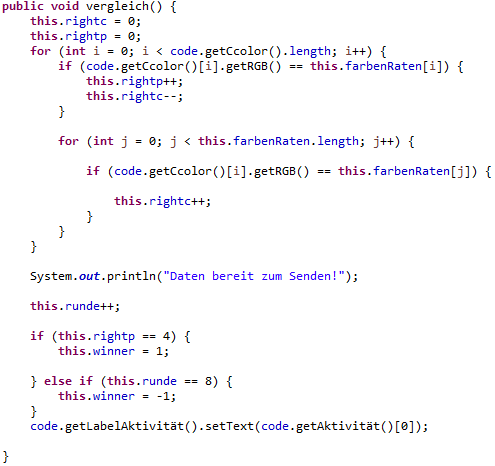 public void vergleich() {
    this.rightc = 0;
    this.rightp = 0;
    for (int i = 0; i < code.getCcolor().length; i++) {
        if (code.getCcolor()[i].getRGB() == this.farbenRaten[i]) {
            this.rightp++;
            this.rightc--;
        }

        for (int j = 0; j < this.farbenRaten.length; j++) {

            if (code.getCcolor()[i].getRGB() == this.farbenRaten[j]) {

                this.rightc++;
            }
        }
    }

    System.out.println("Daten bereit zum Senden!");

    this.runde++;

    if (this.rightp == 4) {
        this.winner = 1;

    } else if (this.runde == 8) {
        this.winner = -1;
    }
    code.getLabelAktivität().setText(code.getAktivität()[0]);

}